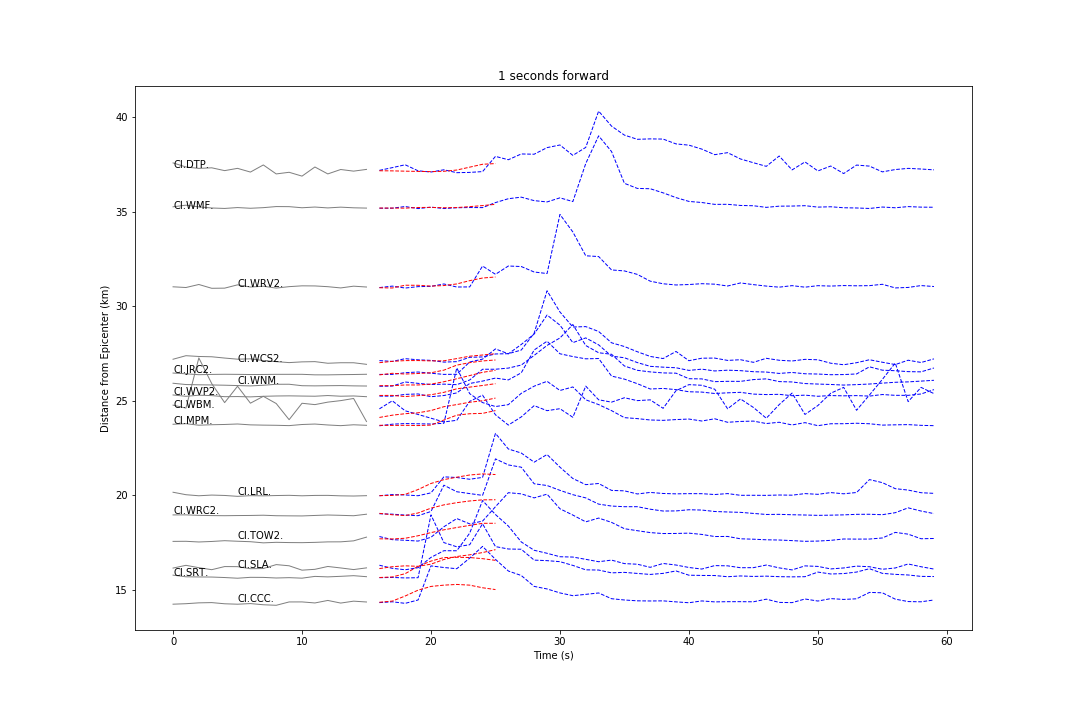 1 seconds forward
Distance from Epicenter (km)
40
35
30
25
20
15
CI.DTP.
CI.WMF.
CI.WRV2.
CI.WCS2.
CI.JRC2.
CI.WNM.
CI.WVP2.
CI.WBM.
CI.MPM.
CI.LRL.
CI.WRC2.
CI.TOW2.
CI.SLA.
CI.SRT.
CI.CCC.
0 10 20 30 40 50 60
Time (s)